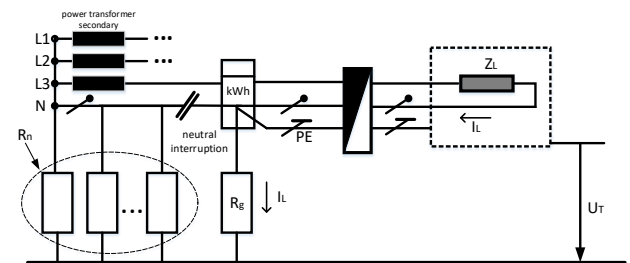 power transformer
secondary
L1
L2
L3
N
kWh
ZL
IL
neutral
interruption
PE
Rn
Rg
IL
UT